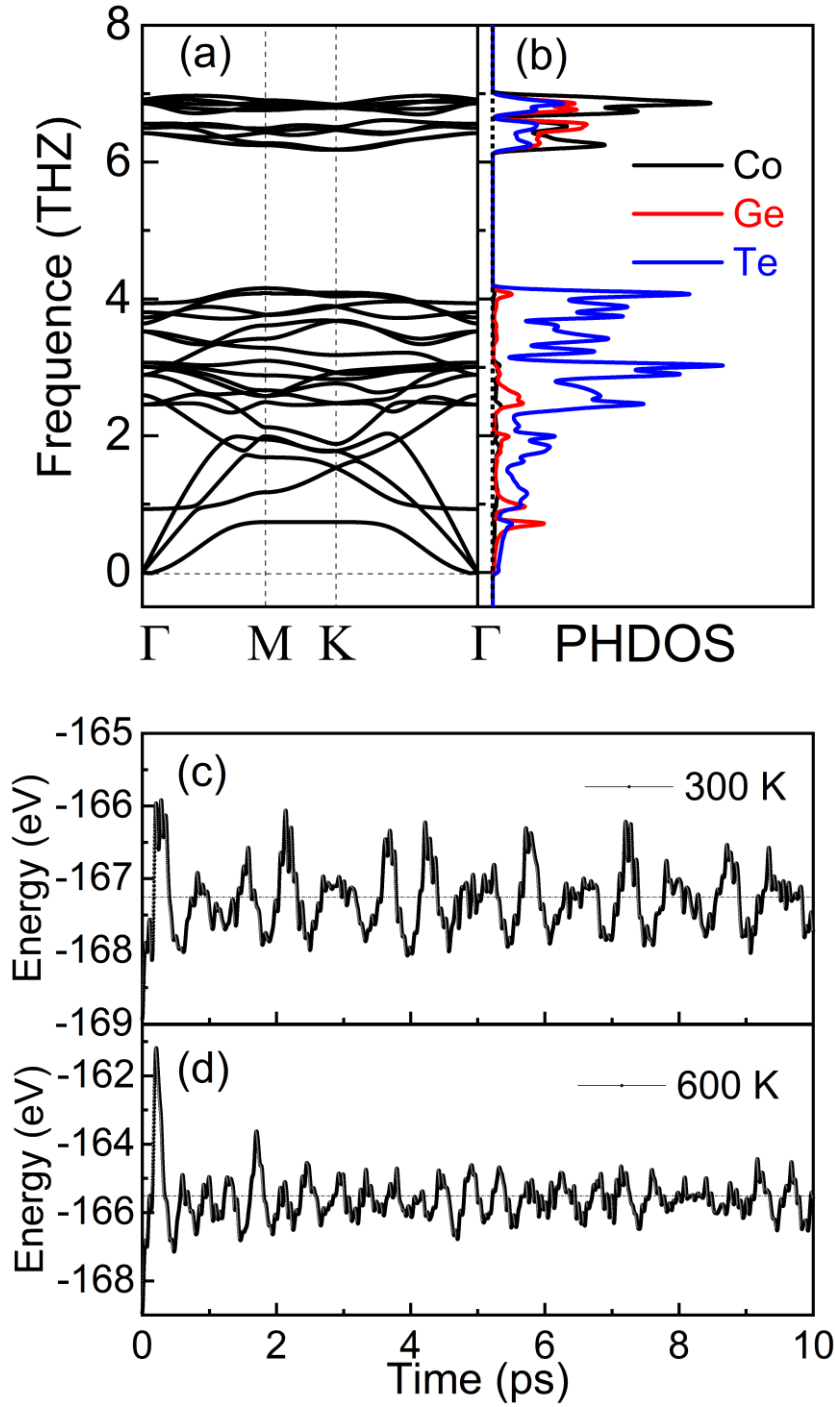 (a)
(b)
8
6
4
2
0
Frequence (THZ)
Co
Ge
Te
Γ M K Γ PHDOS
(c)
300 K
-165
-166
-167
-168
-169
Energy (eV)
(d)
600 K
-162
-164
-166
-168
Energy (eV)
0 2 4 6 8 10
Time (ps)